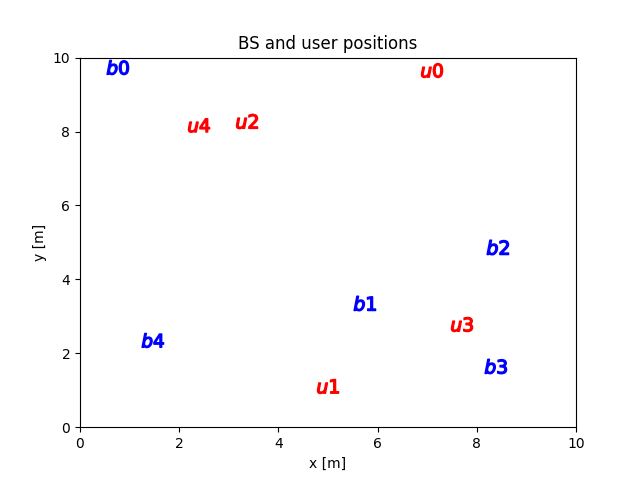 BS and user positions
10
b0
u0
8
u4
u2
6
y [m]
b2
4
b1
u3
b4
2
b3
u1
0
0 2 4 6 8 10
x [m]